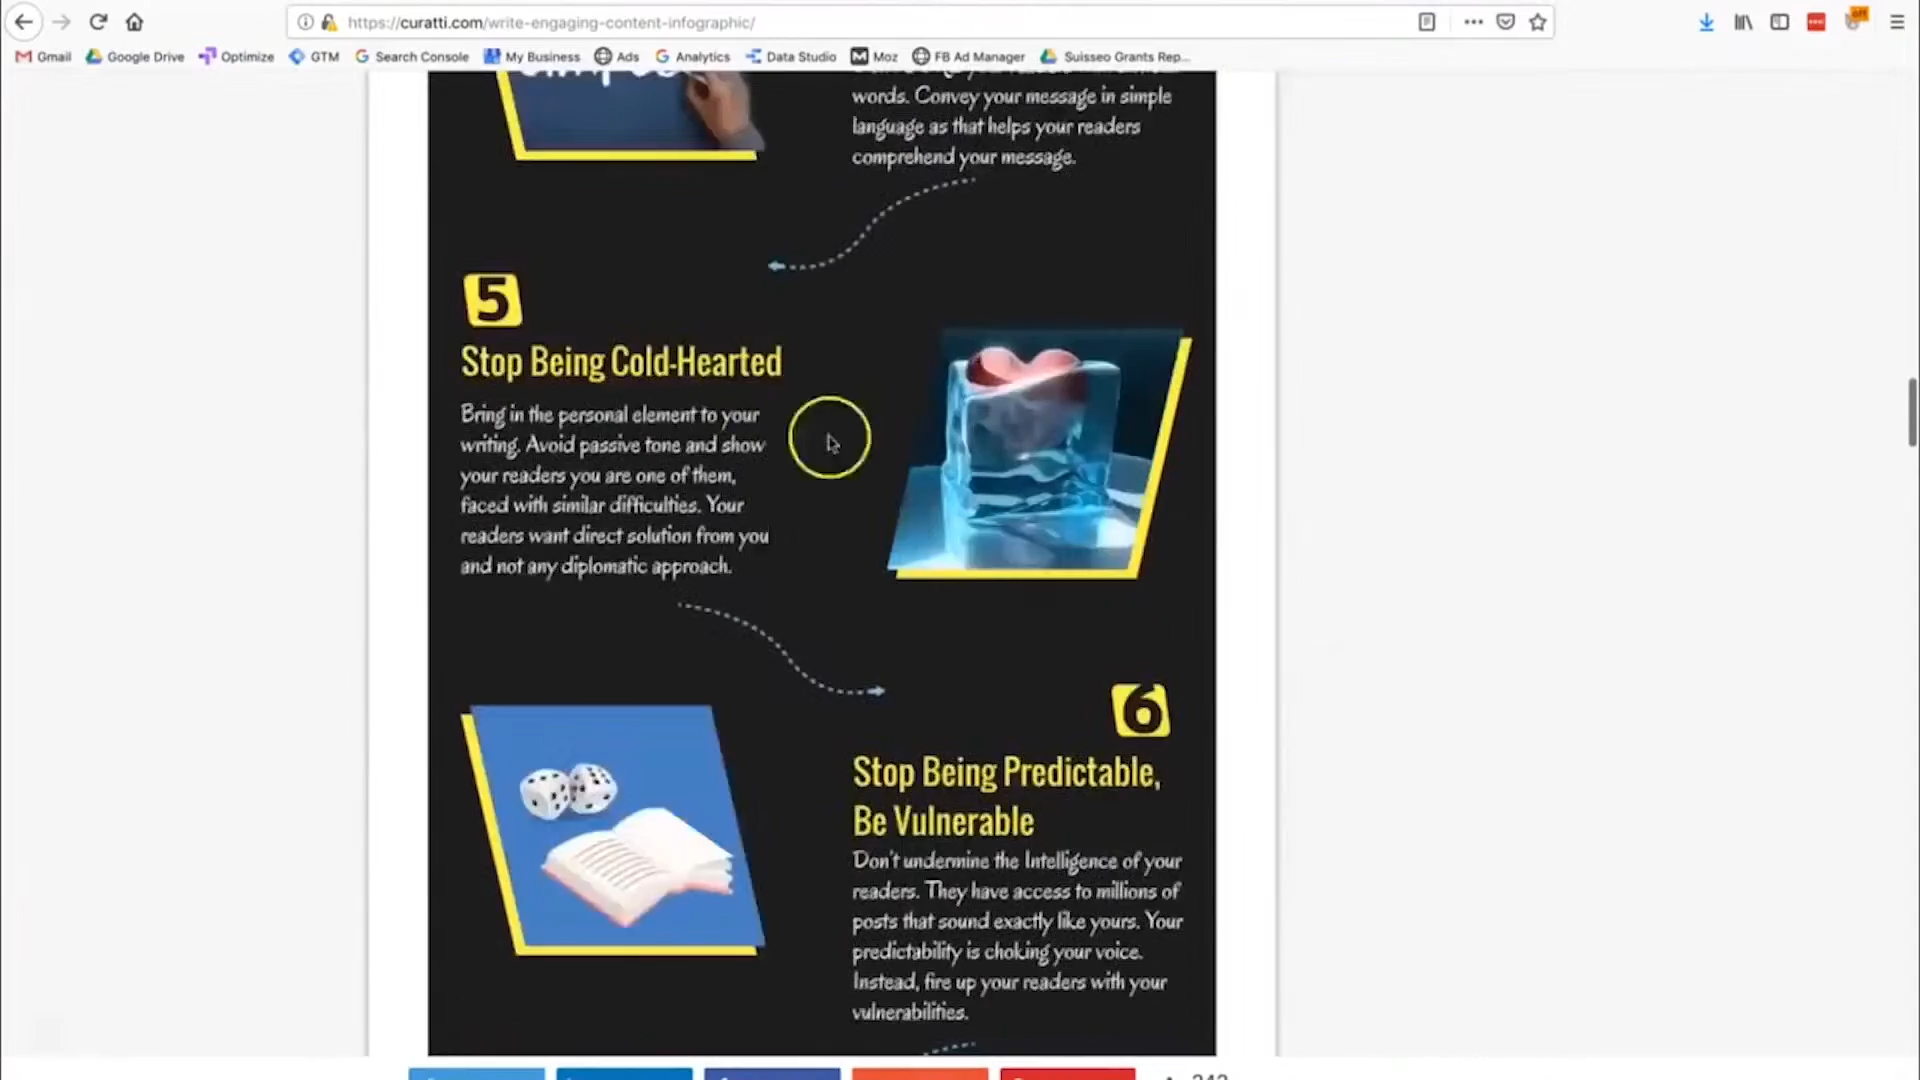 https://curatti.com/write-engaging-content-infographic/
off
Gmail Google Drive Optimize GTM Search Console My Business Ads Analytics Data Studio Moz FB Ad Manager Suisseo Grants Rep...
words. Convey your message in simple
language as that helps your readers
comprehend your message.
5
Stop Being Cold-Hearted
Bring in the personal element to your
writing. Avoid passive tone and show
your readers you are one of them,
faced with similar difficulties. Your
readers want direct solution from you
and not any diplomatic approach.
6
Stop Being Predictable,
Be Vulnerable
Don't undermine the Intelligence of your
readers. They have access to millions of
posts that sound exactly like yours. Your
predictability is choking your voice.
Instead, fire up your readers with your
vulnerabilities.